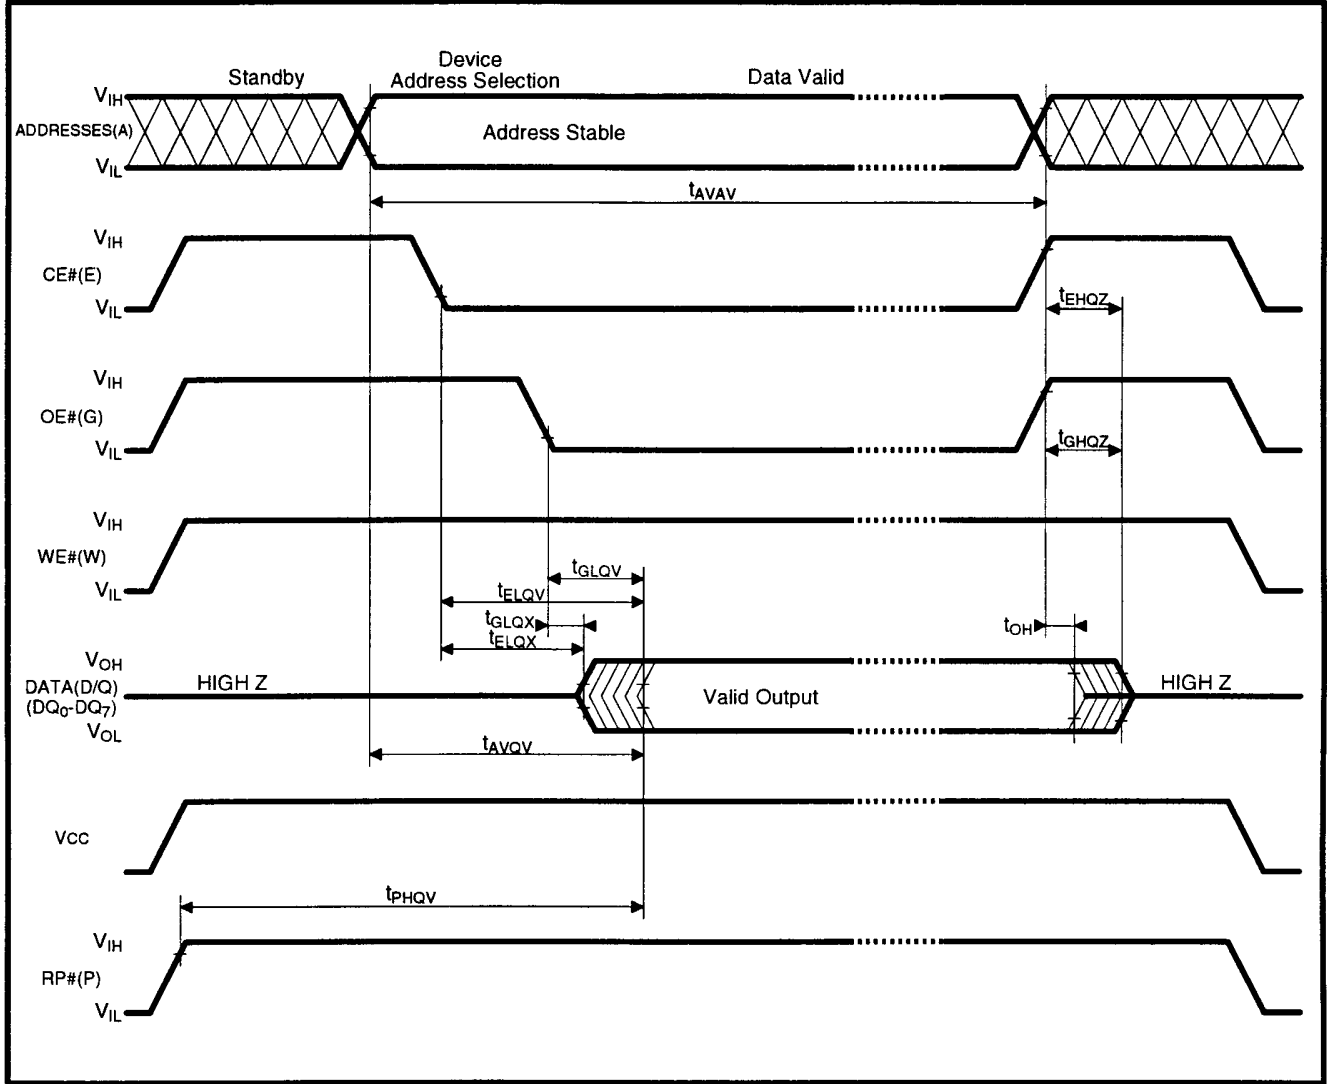 Standby
Device
Address Selection
Data Valid
VIH
ADDRESSES(A)
VIL
Address Stable
tAVAV
VIH
CE#(E)
VIL
tEHQZ
VIH
OE#(G)
VIL
tGHQZ
VIH
WE#(W)
VIL
tGLQV
tELQV
tGLQX
tELQX
tOH
VOH
DATA(D/Q)
(DQ0-DQ7)
VOL
HIGH Z
Valid Output
HIGH Z
tAVQV
VCC
tPHQV
VIH
RP#(P)
VIL